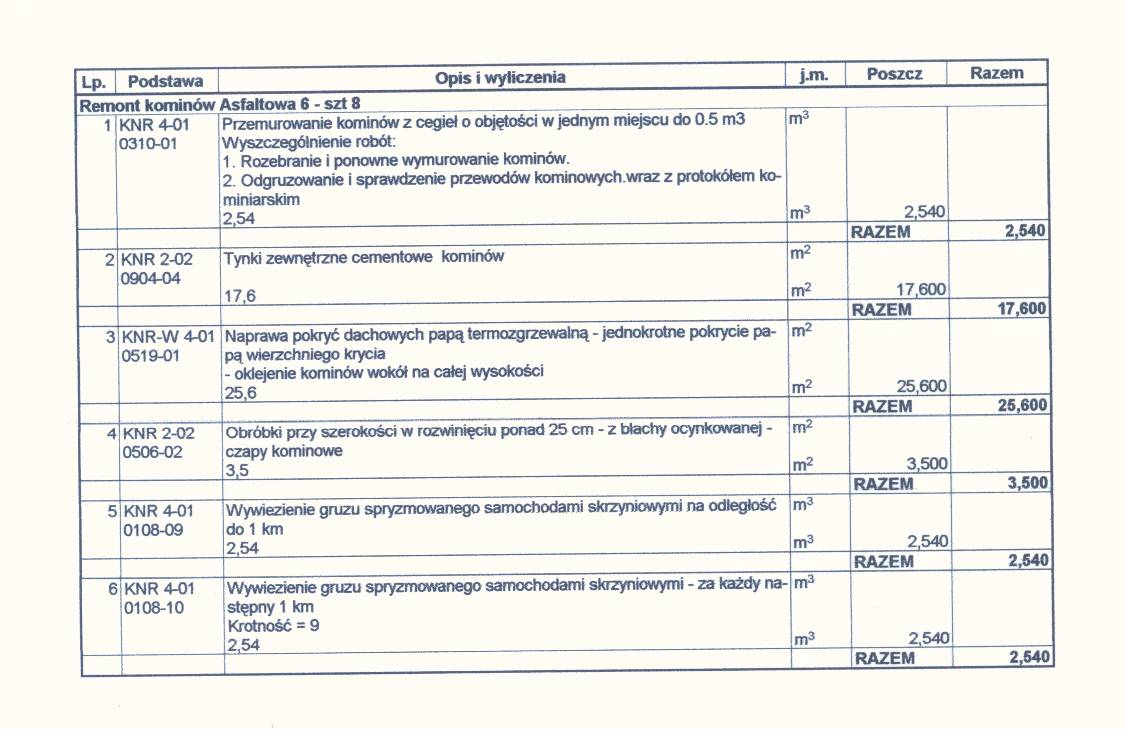 Lp. Podstawa Opis i wyliczenia j.m. Poszcz Razem
Remont kominów Asfaltowa 6 - szt 8
1 KNR 4-01 Przemurowanie kominów z cegieł o objętości w jednym miejscu do 0.5 m3 m³
0310-01 Wyszczególnienie robót:
1. Rozebranie i ponowne wymurowanie kominów.
2. Odgruzowanie i sprawdzenie przewodów kominowych.wraz z protokółem ko-
miniarskim
2,54 m³ 2,540
RAZEM 2,540
2 KNR 2-02 Tynki zewnętrzne cementowe kominów m²
0904-04
17,6 m² 17,600
RAZEM 17,600
3 KNR-W 4-01 Naprawa pokryć dachowych papą termozgrzewalną - jednokrotne pokrycie pa- m²
0519-01 pą wierzchniego krycia
- oklejenie kominów wokół na całej wysokości
25,6 m² 25,600
RAZEM 25,600
4 KNR 2-02 Obróbki przy szerokości w rozwinięciu ponad 25 cm - z blachy ocynkowanej - m²
0506-02 czapy kominowe
3,5 m² 3,500
RAZEM 3,500
5 KNR 4-01 Wywiezienie gruzu spryzmowanego samochodami skrzyniowymi na odległość m³
0108-09 do 1 km
2,54 m³ 2,540
RAZEM 2,540
6 KNR 4-01 Wywiezienie gruzu spryzmowanego samochodami skrzyniowymi - za każdy na- m³
0108-10 stępny 1 km
Krotność = 9
2,54 m³ 2,540
RAZEM 2,540